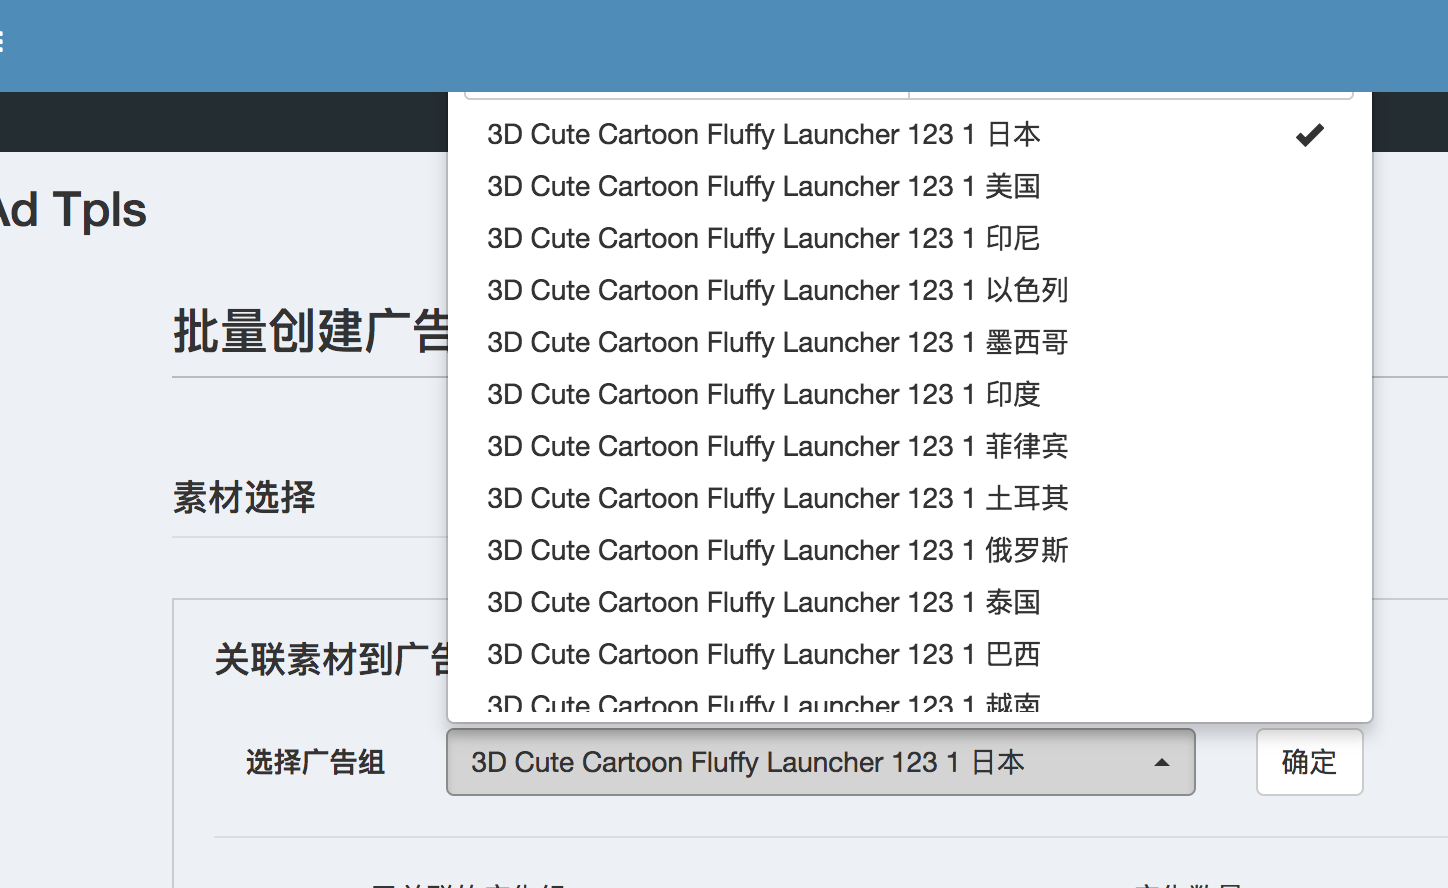 3D Cute Cartoon Fluffy Launcher 123 1 日本
3D Cute Cartoon Fluffy Launcher 123 1 美国
Ad Tpls
3D Cute Cartoon Fluffy Launcher 123 1 印尼
3D Cute Cartoon Fluffy Launcher 123 1 以色列
批量创建广告
3D Cute Cartoon Fluffy Launcher 123 1 墨西哥
3D Cute Cartoon Fluffy Launcher 123 1 印度
3D Cute Cartoon Fluffy Launcher 123 1 菲律宾
素材选择
3D Cute Cartoon Fluffy Launcher 123 1 土耳其
3D Cute Cartoon Fluffy Launcher 123 1 俄罗斯
3D Cute Cartoon Fluffy Launcher 123 1 泰国
关联素材到广告
3D Cute Cartoon Fluffy Launcher 123 1 巴西
3D Cute Cartoon Fluffy Launcher 123 1 越南
选择广告组
3D Cute Cartoon Fluffy Launcher 123 1 日本
确定